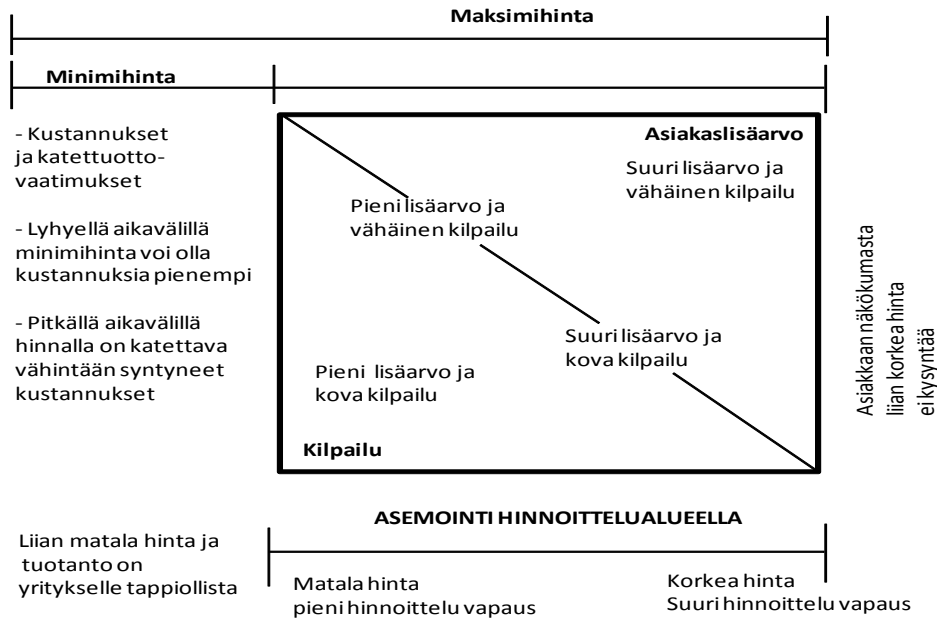 Maksimihinta
Minimihinta
- Kustannukset
ja katettuotto-
vaatimukset
- Lyhyellä aikavälillä
minimihinta voi olla
kustannuksia pienempi
- Pitkällä aikavälillä
hinnalla on katettava
vähintään syntyneet
kustannukset
Asiakaslisäarvo
Suuri lisäarvo ja
vähäinen kilpailu
Pieni lisäarvo ja
vähäinen kilpailu
Suuri lisäarvo ja
kova kilpailu
Pieni lisäarvo ja
kova kilpailu
Kilpailu
Asiakkaan näkökumasta
liian korkea hinta
ei kysyntää
ASEMOINTI HINNOITTELUALUEELLA
Liian matala hinta ja
tuotanto on
yritykselle tappiollista
Matala hinta
pieni hinnoittelu vapaus
Korkea hinta
Suuri hinnoittelu vapaus